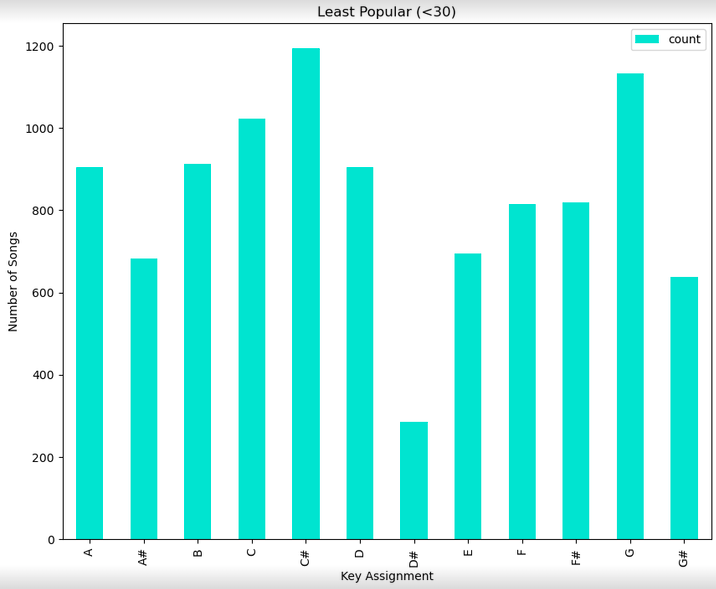 Least Popular (<30)
count
1200
1000
800
600
400
200
0
Number of Songs
A A# B C C# D D# E F F# G G#
Key Assignment